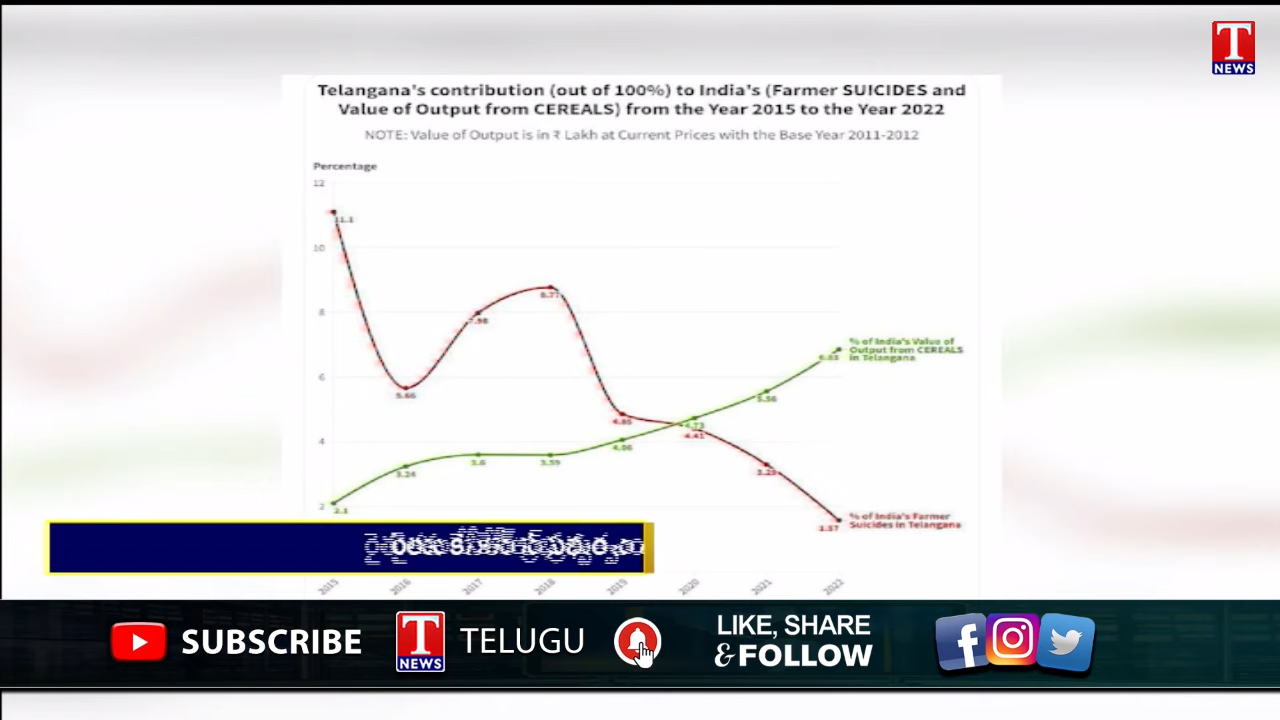 T
NEWS
Telangana's contribution (out of 100%) to India's (Farmer SUICIDES and
Value of Output from CEREALS) from the Year 2015 to the Year 2022
NOTE: Value of Output is in ₹ Lakh at Current Prices with the Base Year 2011-2012
Percentage
12
11.1
10
8.77
8
7.98
% of India's Value of
Output from CEREALS
in Telangana
6.83
6
5.66
5.56
4.85
4.73
4.41
4.06
4
3.24
3.6
3.59
3.29
2
2.1
% of India's Farmer
Suicides in Telangana
1.57
2015
2016
2017
2018
2019
2020
2021
2022
SUBSCRIBE
T
NEWS
TELUGU
LIKE, SHARE
& FOLLOW